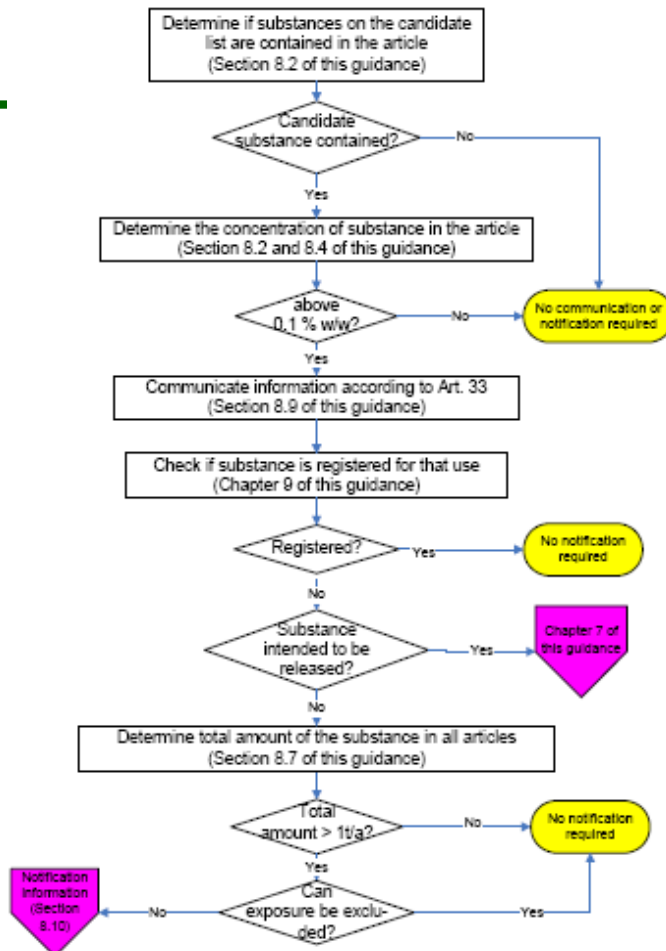 Determine if substances on the candidate
list are contained in the article
(Section 8.2 of this guidance)
Candidate
substance contained?
No
Yes
Determine the concentration of substance in the article
(Section 8.2 and 8.4 of this guidance)
above
0,1 % w/w?
No
No communication or
notification required
Yes
Communicate information according to Art. 33
(Section 8.9 of this guidance)
Check if substance is registered for that use
(Chapter 9 of this guidance)
Registered?
Yes
No notification
required
No
Substance
intended to be
released?
Yes
Chapter 7 of
this guidance
No
Determine total amount of the substance in all articles
(Section 8.7 of this guidance)
Total
amount > 1t/a?
No
No notification
required
Yes
Notification
Information
(Section
8.10)
No
Can
exposure be exclu-
ded?
Yes